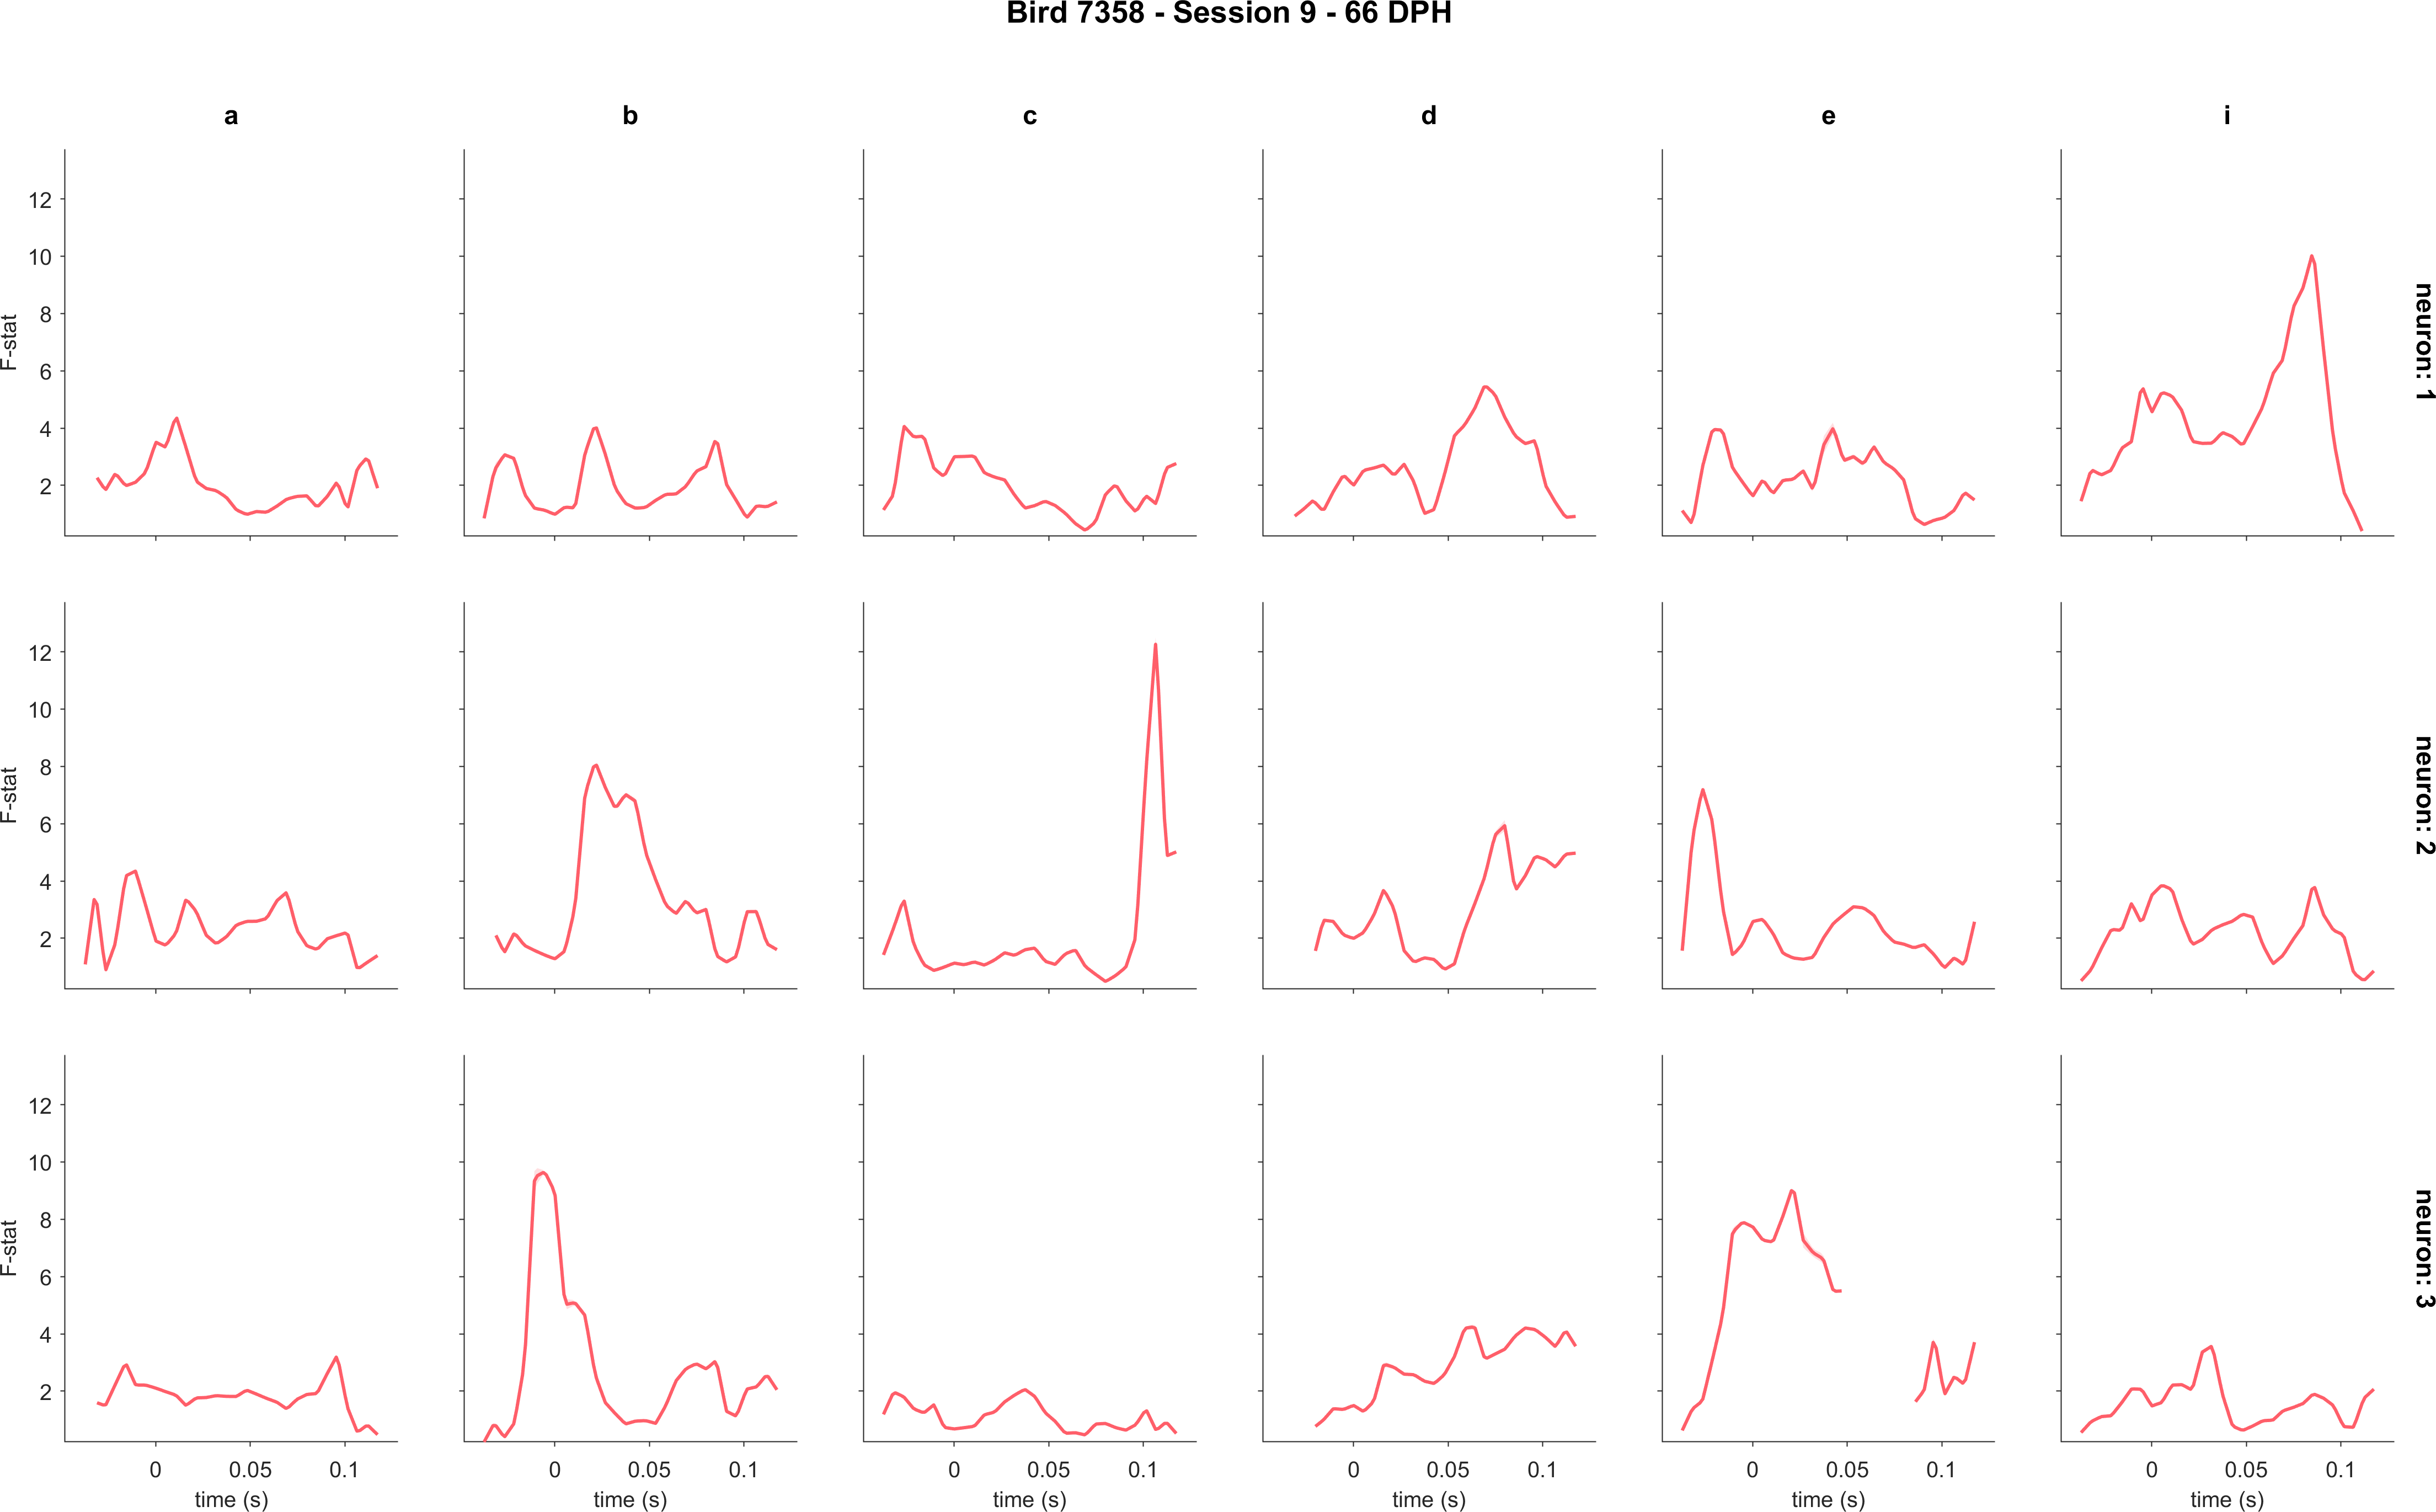 Bird 7358 - Session 9 - 66 DPH
a b c d e i
12
10
8
6
4
2
F-stat
neuron: 1
12
10
8
6
4
2
F-stat
neuron: 2
12
10
8
6
4
2
F-stat
neuron: 3
0 0.05 0.1 0 0.05 0.1 0 0.05 0.1 0 0.05 0.1 0 0.05 0.1 0 0.05 0.1
time (s) time (s) time (s) time (s) time (s) time (s)